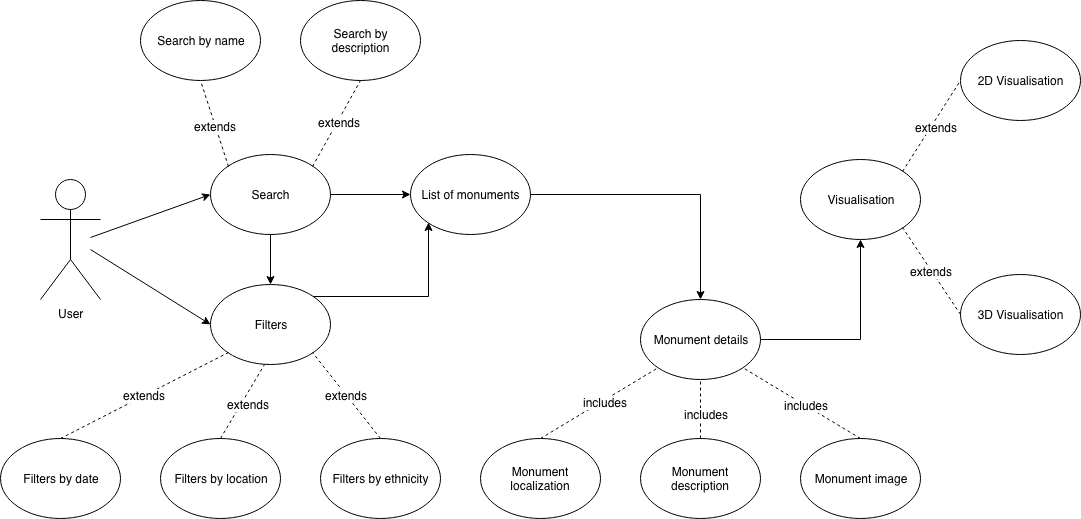 Search by name
Search by
description
2D Visualisation
extends
extends
extends
Search
List of monuments
Visualisation
extends
User
Filters
3D Visualisation
Monument details
extends
extends
extends
includes
includes
includes
Filters by date
Filters by location
Filters by ethnicity
Monument
localization
Monument
description
Monument image